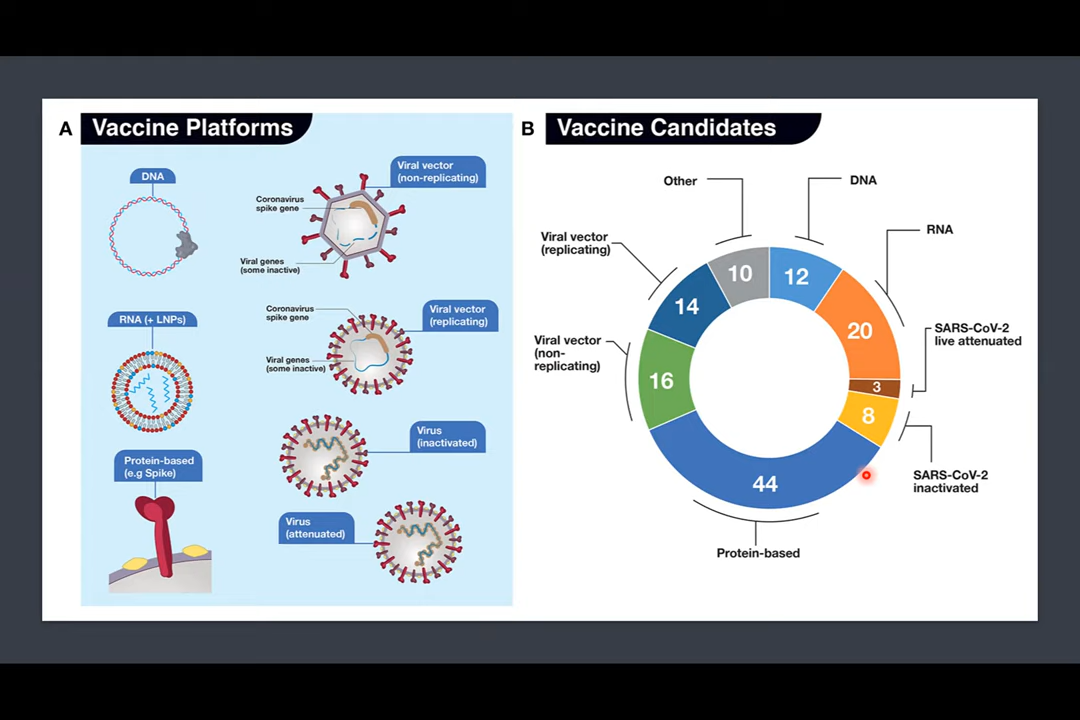 A
Vaccine Platforms
DNA
Viral vector
(non-replicating)
Coronavirus
spike gene
Viral genes
(some inactive)
RNA (+ LNPs)
Viral vector
(replicating)
Coronavirus
spike gene
Viral genes
(some inactive)
Virus
(inactivated)
Protein-based
(e.g Spike)
Virus
(attenuated)
B
Vaccine Candidates
Other
DNA
RNA
Viral vector
(replicating)
10
12
14
20
SARS-CoV-2
live attenuated
Viral vector
(non-
replicating)
16
3
8
SARS-CoV-2
inactivated
44
Protein-based